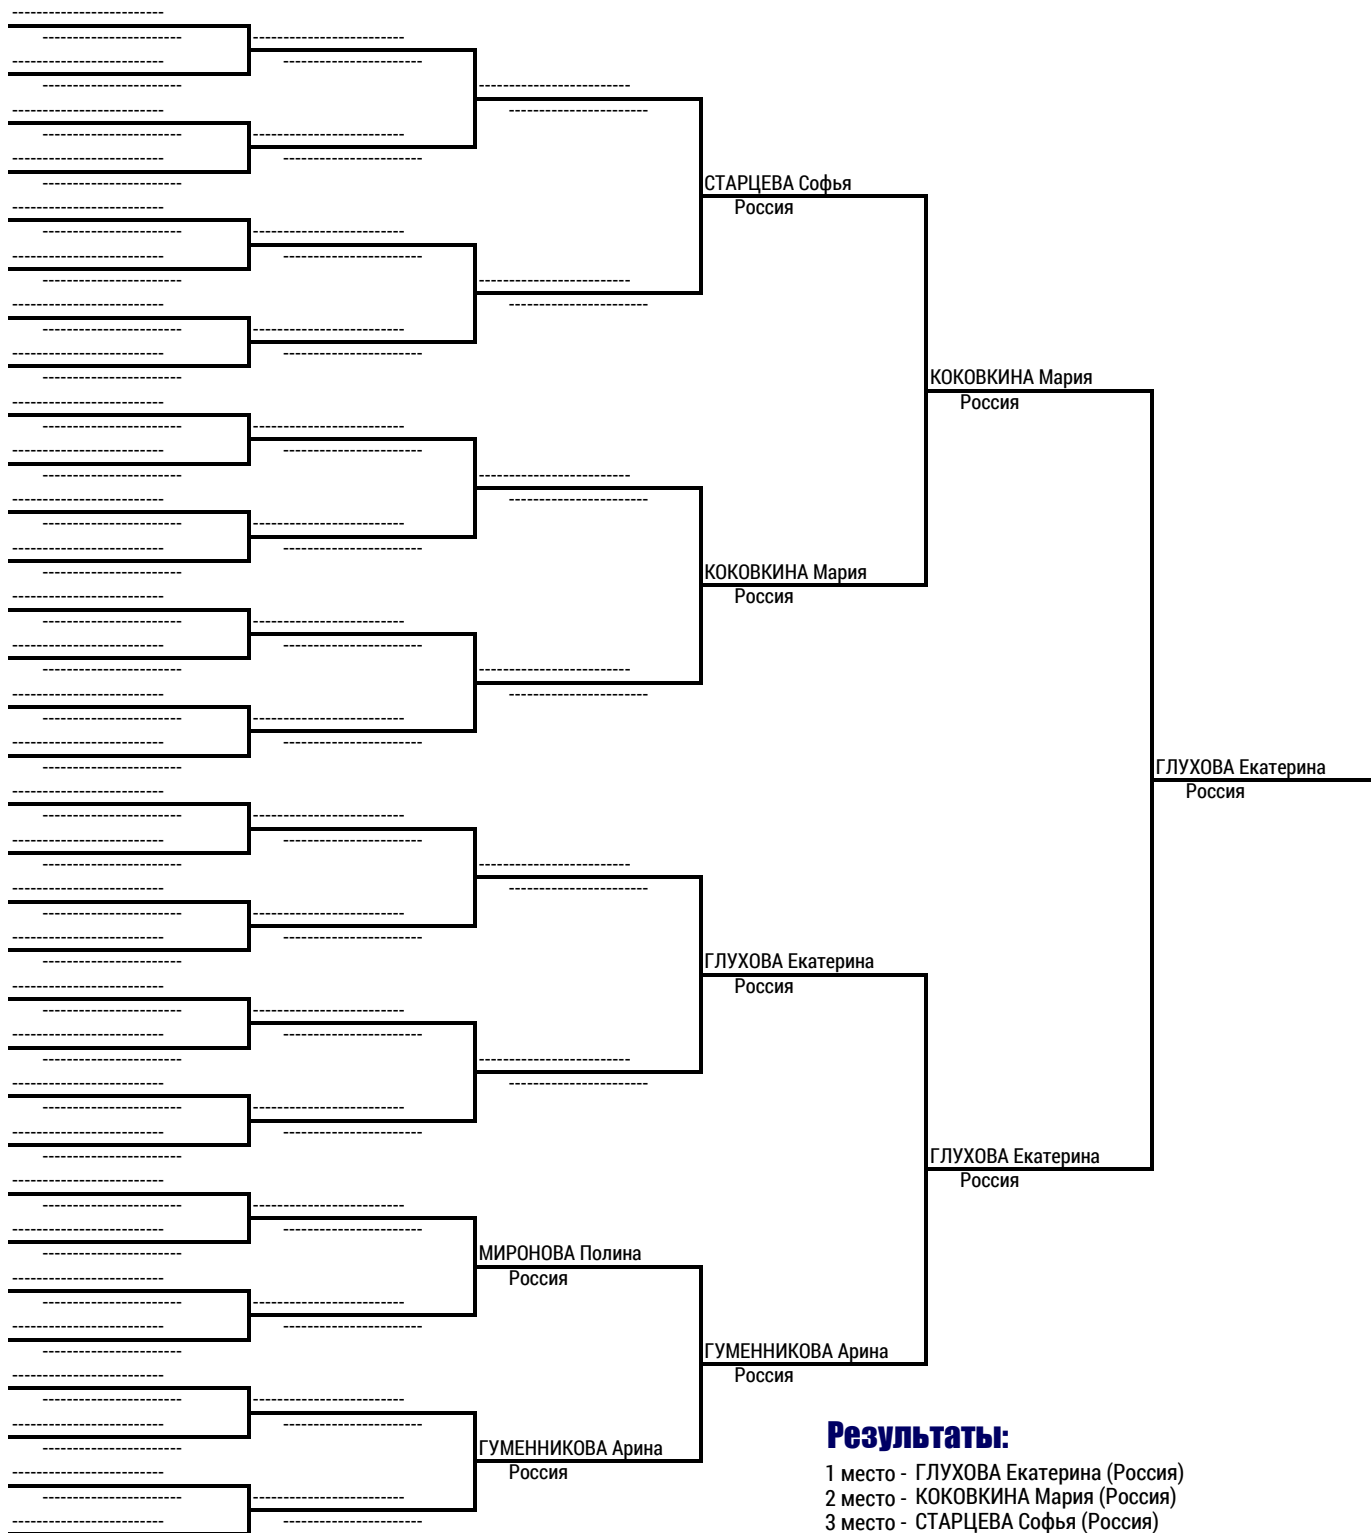 СТАРЦЕВА Софья
Россия
КОКОВКИНА Мария
Россия
КОКОВКИНА Мария
Россия
ГЛУХОВА Екатерина
Россия
ГЛУХОВА Екатерина
Россия
ГЛУХОВА Екатерина
Россия
МИРОНОВА Полина
Россия
ГУМЕННИКОВА Арина
Россия
ГУМЕННИКОВА Арина
Россия
Результаты:
1 место - ГЛУХОВА Екатерина (Россия)
2 место - КОКОВКИНА Мария (Россия)
3 место - СТАРЦЕВА Софья (Россия)